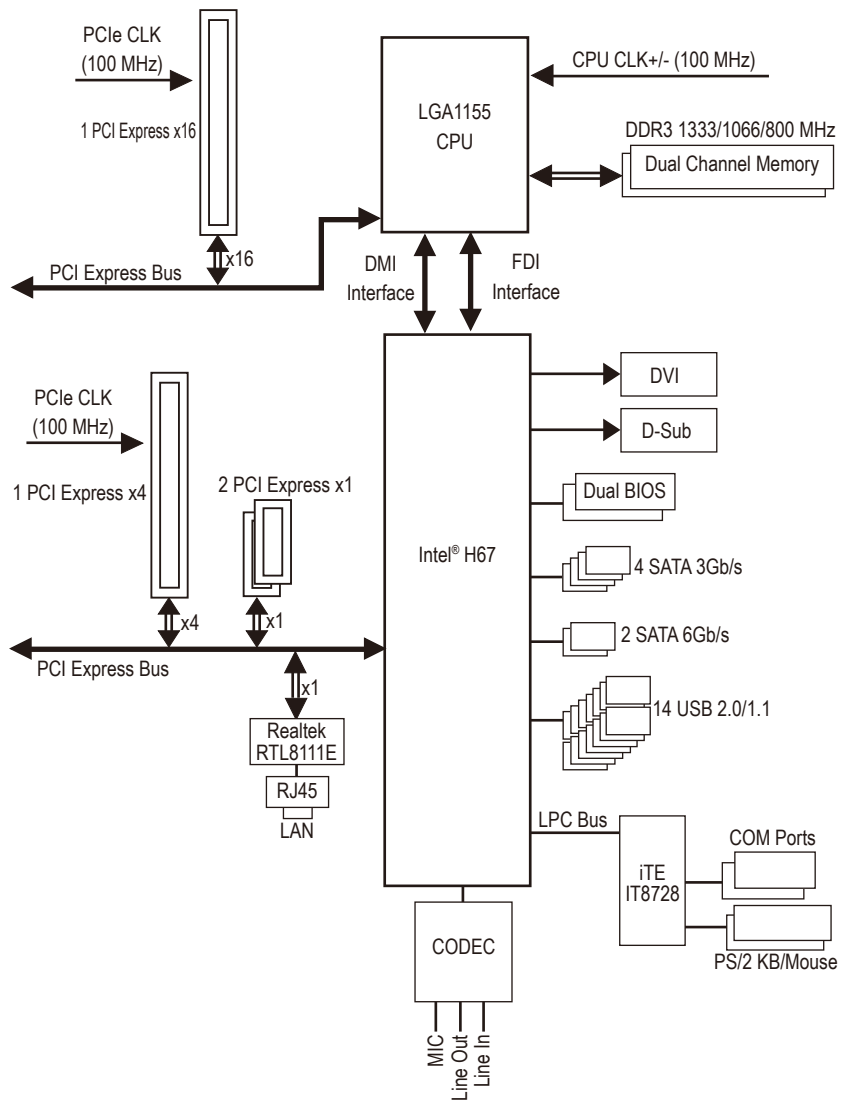 PCIe CLK
(100 MHz)
1 PCI Express x16
x16
PCI Express Bus
LGA1155
CPU
CPU CLK+/- (100 MHz)
DDR3 1333/1066/800 MHz
Dual Channel Memory
DMI
Interface
FDI
Interface
PCIe CLK
(100 MHz)
1 PCI Express x4
2 PCI Express x1
x4
x1
PCI Express Bus
x1
Realtek
RTL8111E
RJ45
LAN
Intel® H67
DVI
D-Sub
Dual BIOS
4 SATA 3Gb/s
2 SATA 6Gb/s
14 USB 2.0/1.1
LPC Bus
iTE
IT8728
COM Ports
PS/2 KB/Mouse
CODEC
MIC
Line Out
Line In